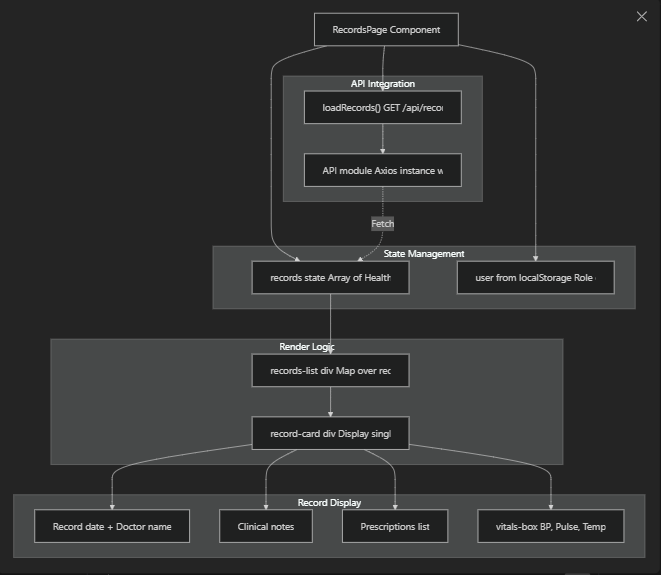 RecordsPage Component
API Integration
loadRecords() GET /api/reco
API module Axios instance w
Fetch
State Management
records state Array of Health
user from localStorage Role
Render Logic
records-list div Map over rec
record-card div Display singl
Record Display
Record date + Doctor name
Clinical notes
Prescriptions list
vitals-box BP, Pulse, Temp